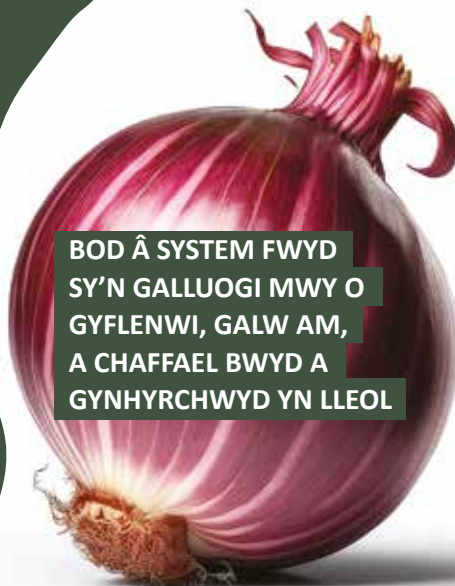 BOD Â SYSTEM FWYD
SY’N GALLUOGI MWY O
GYFLENWI, GALW AM,
A CHAFFAEL BWYD A
GYNHYRCHWYD YN LLEOL